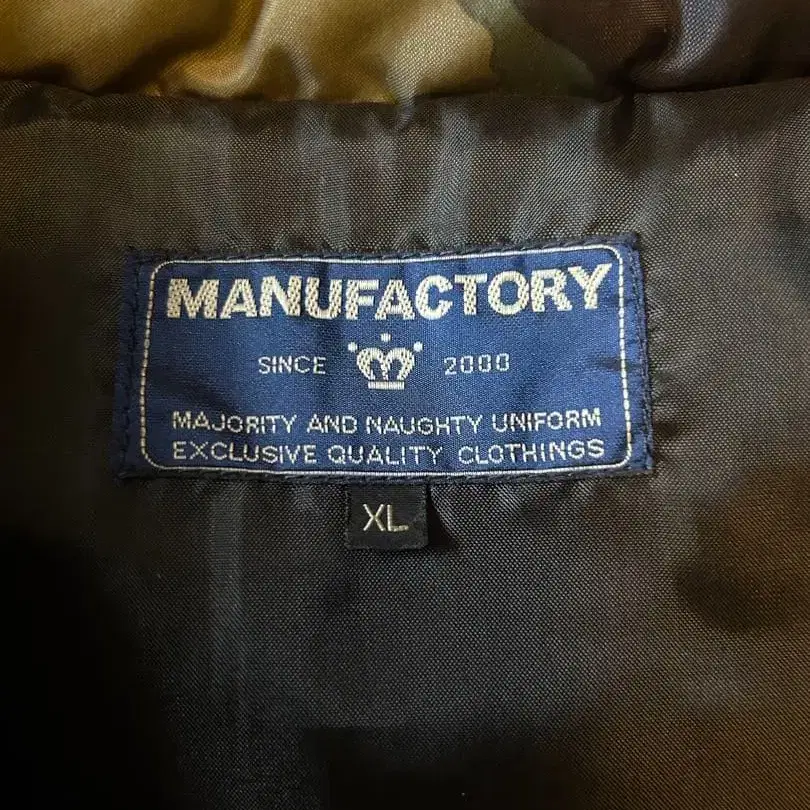 MANUFACTORY
SINCE 2000
MAJORITY AND NAUGHTY UNIFORM
EXCLUSIVE QUALITY CLOTHINGS
XL